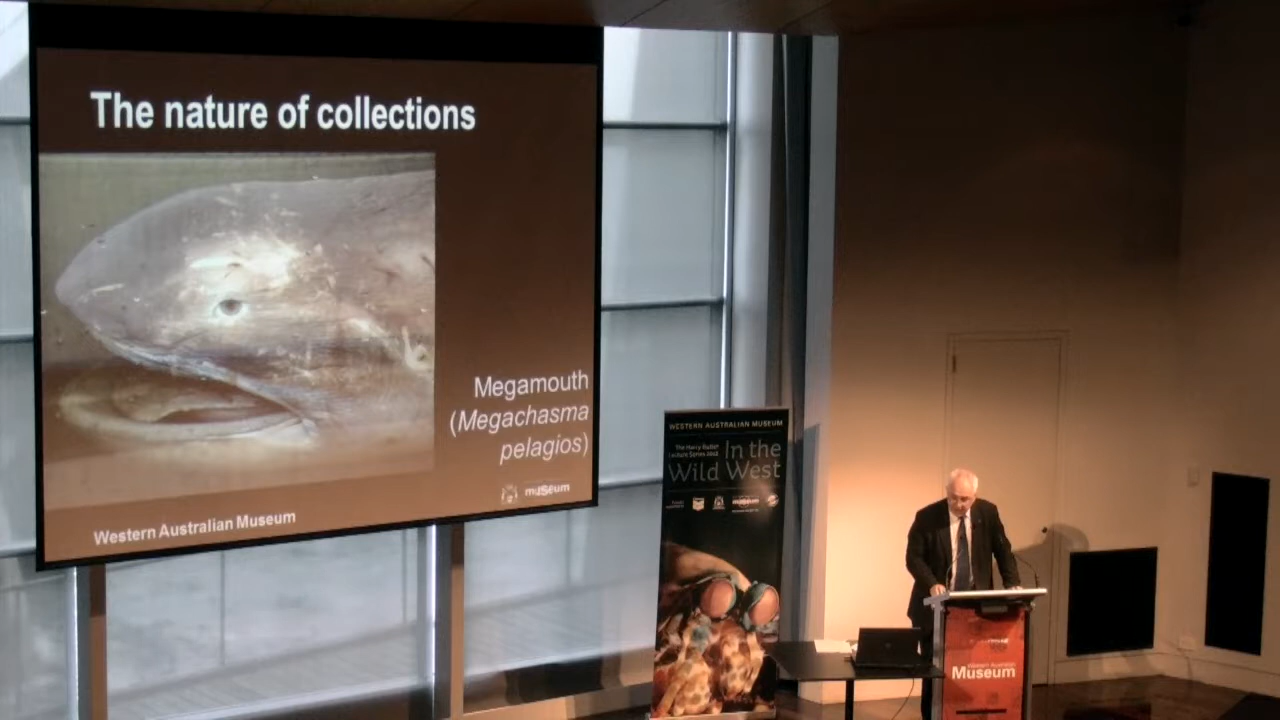 The nature of collections
Megamouth
(Megachasma
pelagios)
museum
Western Australian Museum
WESTERN AUSTRALIAN MUSEUM
In the
Wild West
Western Australian
Museum